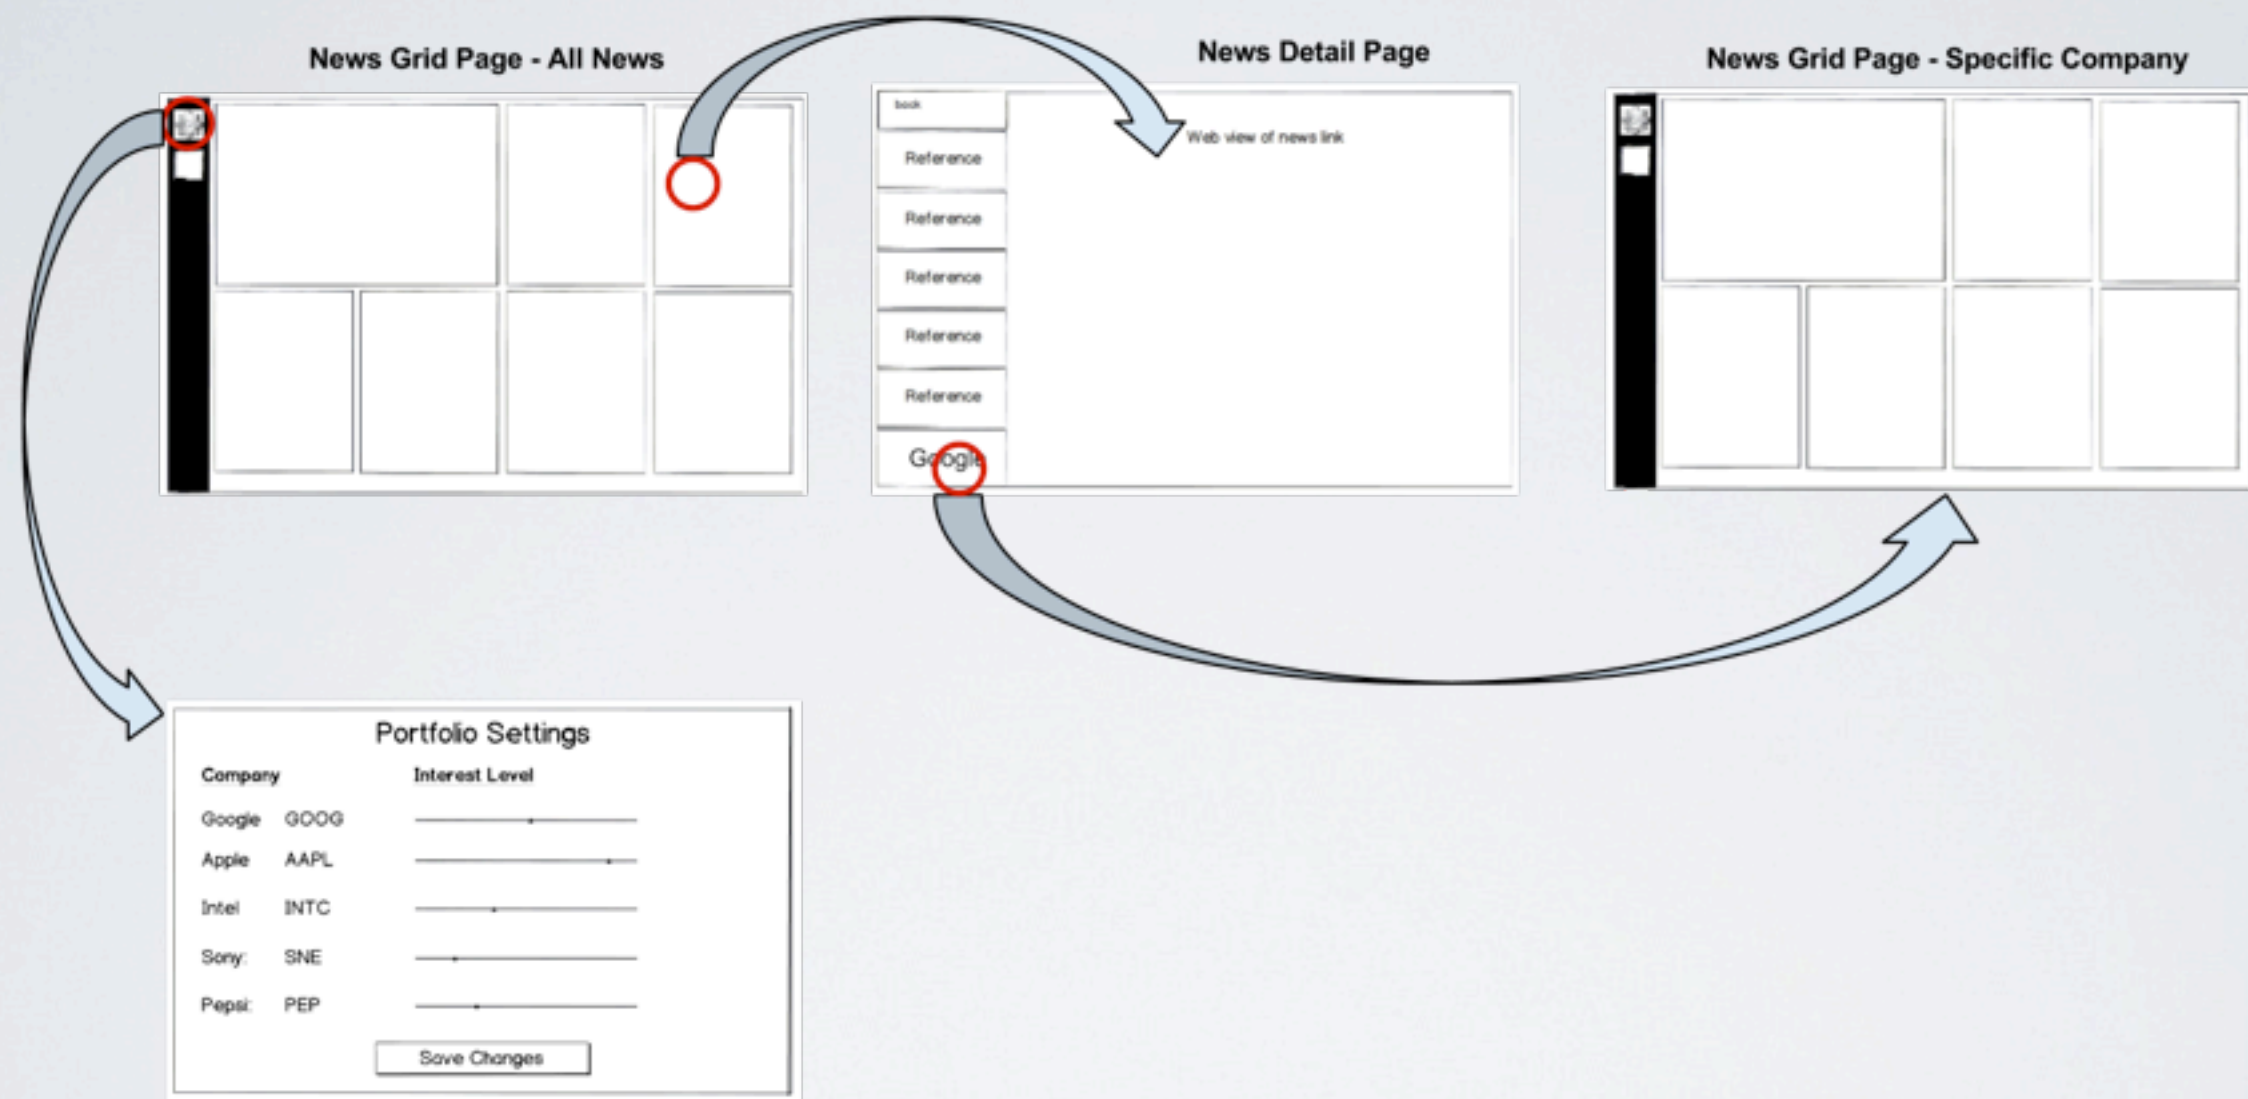 News Grid Page - All News
News Detail Page
News Grid Page - Specific Company
back
Web view of news link
Reference
Reference
Reference
Reference
Reference
Google
Portfolio Settings
Company Interest Level
Google GOOG
Apple AAPL
Intel INTC
Sony: SNE
Pepsi: PEP
Save Changes